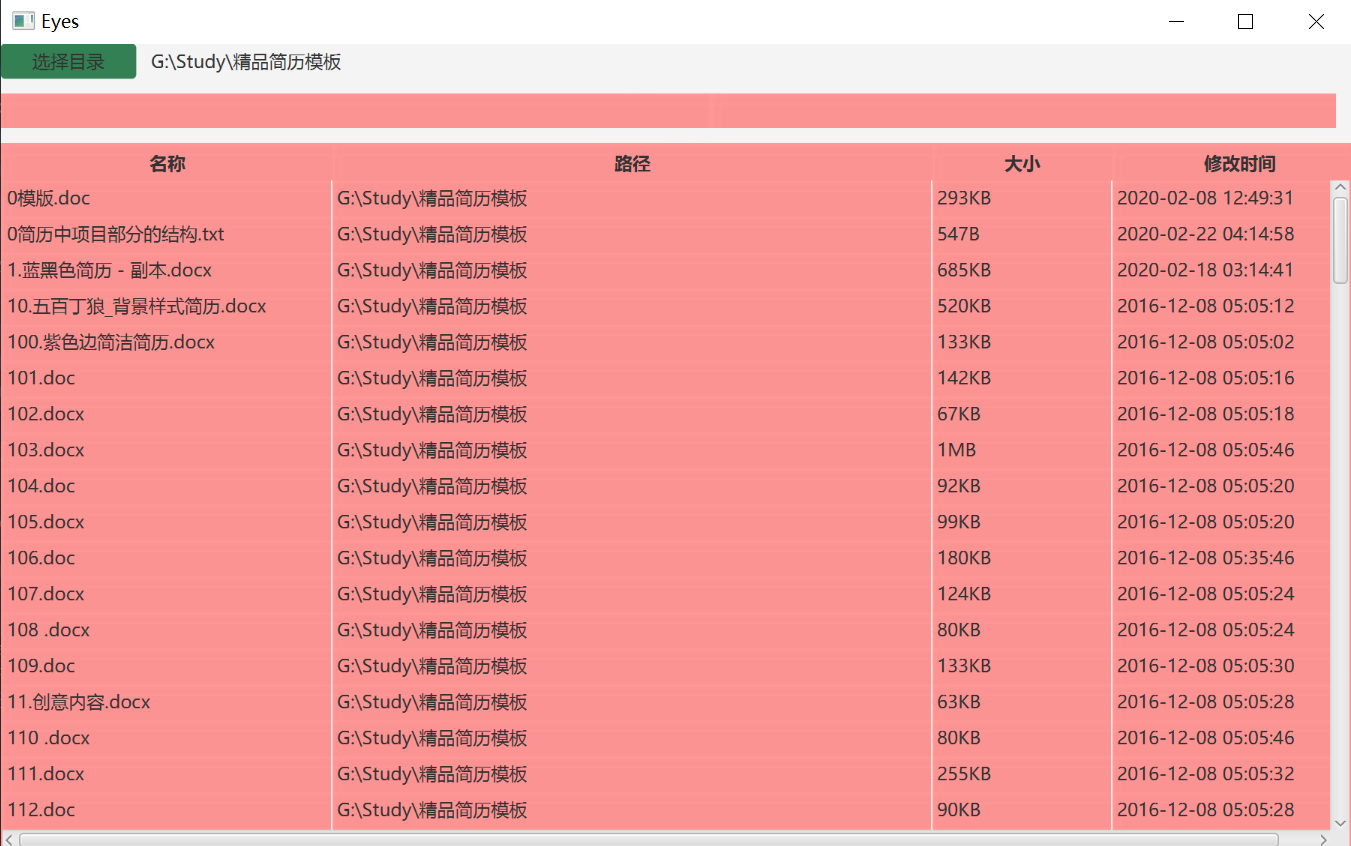 Eyes
选择目录 G:\Study\精品简历模板
名称 路径 大小 修改时间
0模版.doc G:\Study\精品简历模板 293KB 2020-02-08 12:49:31
0简历中项目部分的结构.txt G:\Study\精品简历模板 547B 2020-02-22 04:14:58
1.蓝黑色简历 - 副本.docx G:\Study\精品简历模板 685KB 2020-02-18 03:14:41
10.五百丁狼_背景样式简历.docx G:\Study\精品简历模板 520KB 2016-12-08 05:05:12
100.紫色边简洁简历.docx G:\Study\精品简历模板 133KB 2016-12-08 05:05:02
101.doc G:\Study\精品简历模板 142KB 2016-12-08 05:05:16
102.docx G:\Study\精品简历模板 67KB 2016-12-08 05:05:18
103.docx G:\Study\精品简历模板 1MB 2016-12-08 05:05:46
104.doc G:\Study\精品简历模板 92KB 2016-12-08 05:05:20
105.docx G:\Study\精品简历模板 99KB 2016-12-08 05:05:20
106.doc G:\Study\精品简历模板 180KB 2016-12-08 05:35:46
107.docx G:\Study\精品简历模板 124KB 2016-12-08 05:05:24
108 .docx G:\Study\精品简历模板 80KB 2016-12-08 05:05:24
109.doc G:\Study\精品简历模板 133KB 2016-12-08 05:05:30
11.创意内容.docx G:\Study\精品简历模板 63KB 2016-12-08 05:05:28
110 .docx G:\Study\精品简历模板 80KB 2016-12-08 05:05:46
111.docx G:\Study\精品简历模板 255KB 2016-12-08 05:05:32
112.doc G:\Study\精品简历模板 90KB 2016-12-08 05:05:28